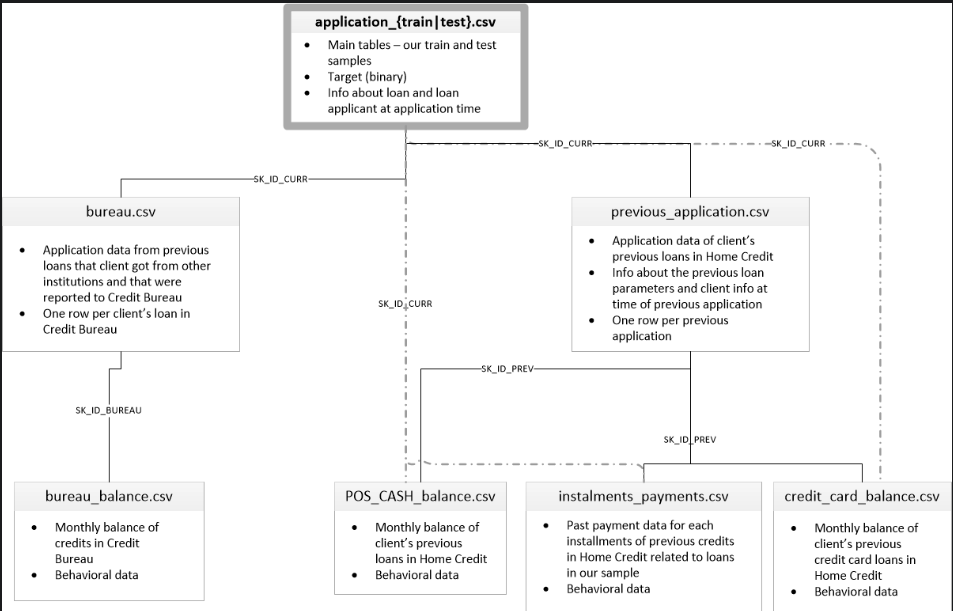 application_{train|test}.csv
• Main tables – our train and test
samples
• Target (binary)
• Info about loan and loan
applicant at application time
SK_ID_CURR
SK_ID_CURR
SK_ID_CURR
bureau.csv
• Application data from previous
loans that client got from other
institutions and that were
reported to Credit Bureau
• One row per client's loan in
Credit Bureau
previous_application.csv
• Application data of client's
previous loans in Home Credit
• Info about the previous loan
parameters and client info at
time of previous application
• One row per previous
application
SK_ID_CURR
SK_ID_PREV
SK_ID_BUREAU
SK_ID_PREV
bureau_balance.csv
• Monthly balance of
credits in Credit
Bureau
• Behavioral data
POS_CASH_balance.csv
• Monthly balance of
client's previous
loans in Home Credit
• Behavioral data
instalments_payments.csv
• Past payment data for each
installments of previous credits
in Home Credit related to loans
in our sample
• Behavioral data
credit_card_balance.csv
• Monthly balance of
client's previous
credit card loans in
Home Credit
• Behavioral data